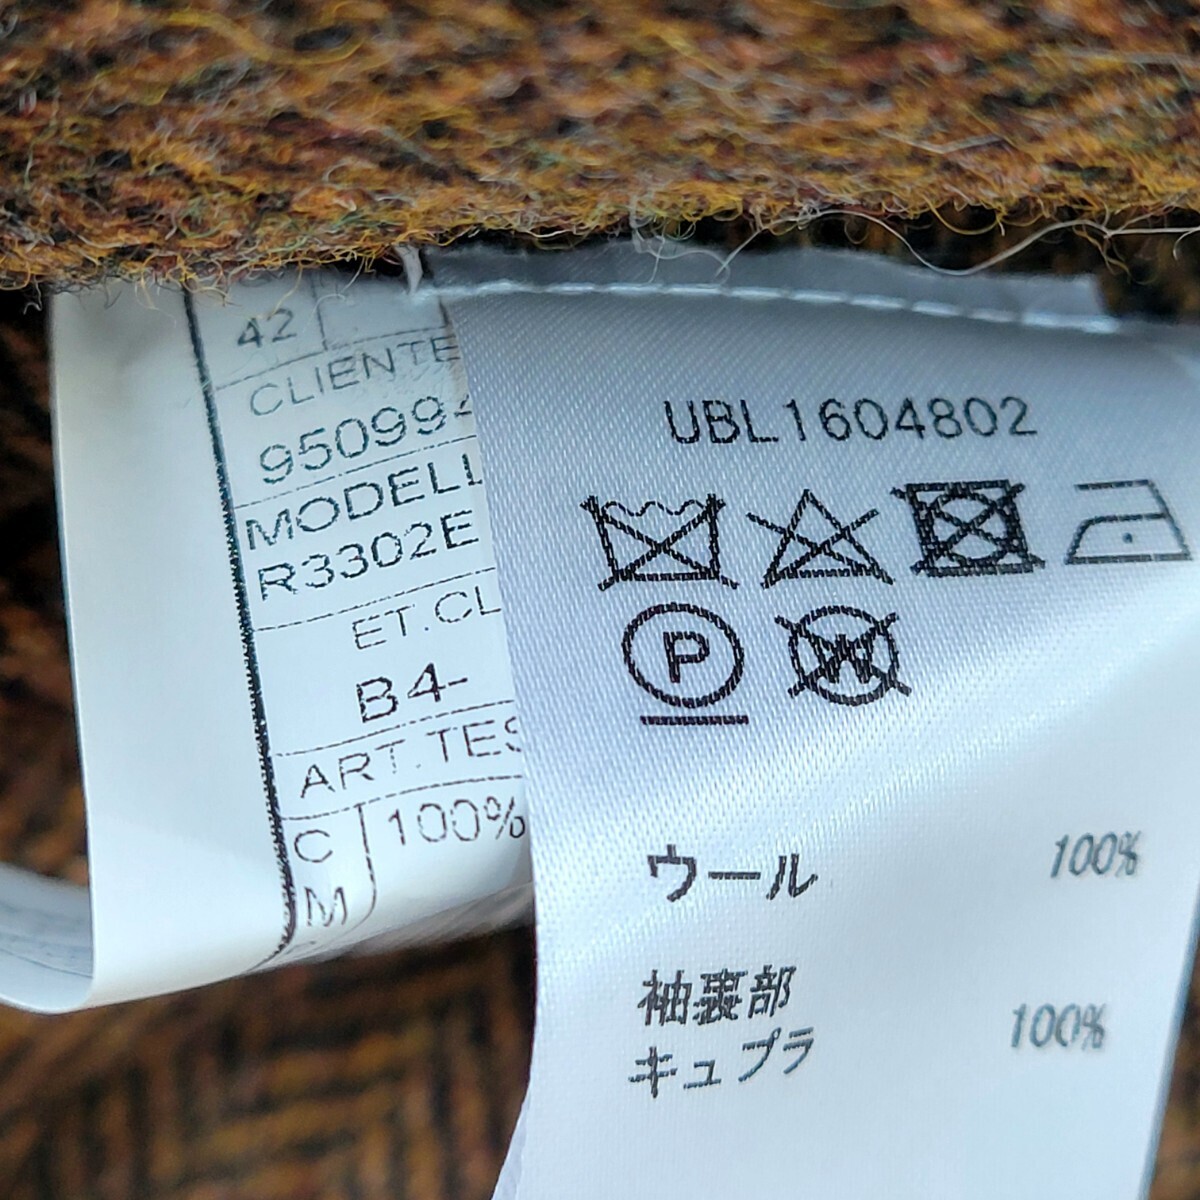 42
CLIENTE
95099
MODELL
R3302E
ET.CL
B4-
ART.TES
C
100%
M
UBL1604802
P
W
ウール 100%
袖裏部
キュプラ 100%